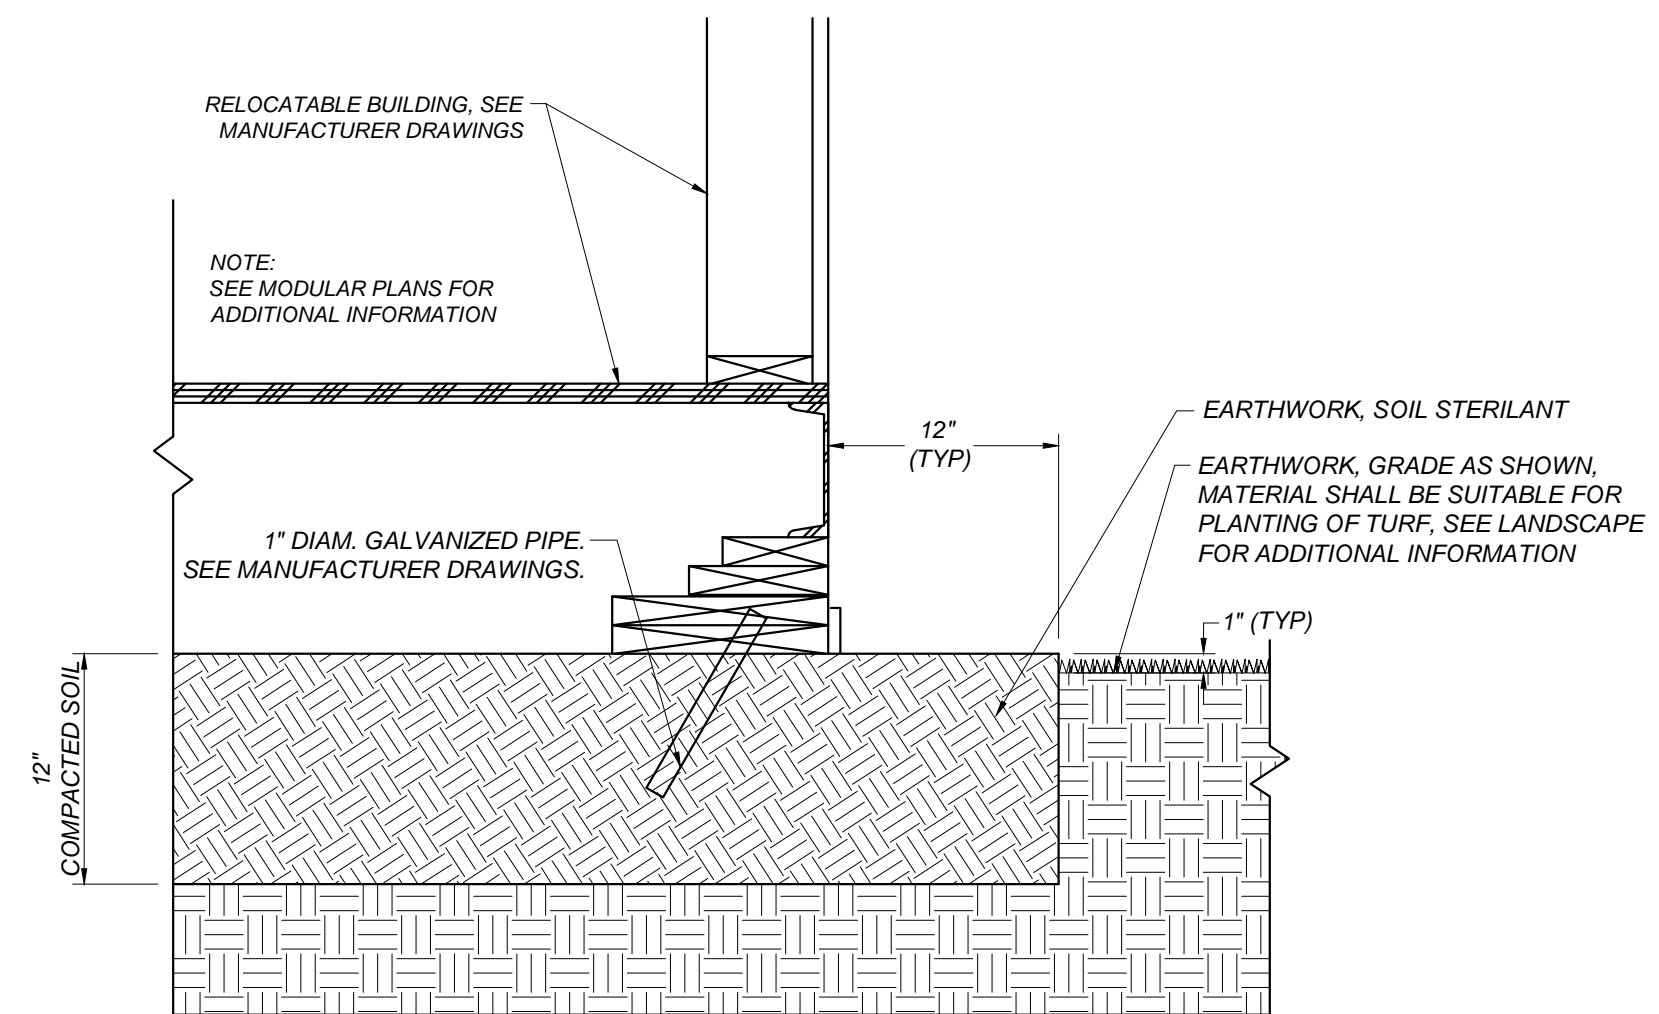 RELOCATABLE BUILDING, SEE
MANUFACTURER DRAWINGS
NOTE:
SEE MODULAR PLANS FOR
ADDITIONAL INFORMATION
12"
(TYP)
EARTHWORK, SOIL STERILANT
EARTHWORK, GRADE AS SHOWN,
MATERIAL SHALL BE SUITABLE FOR
PLANTING OF TURF, SEE LANDSCAPE
FOR ADDITIONAL INFORMATION
1" DIAM. GALVANIZED PIPE.
SEE MANUFACTURER DRAWINGS.
1" (TYP)
12"
COMPACTED SOIL